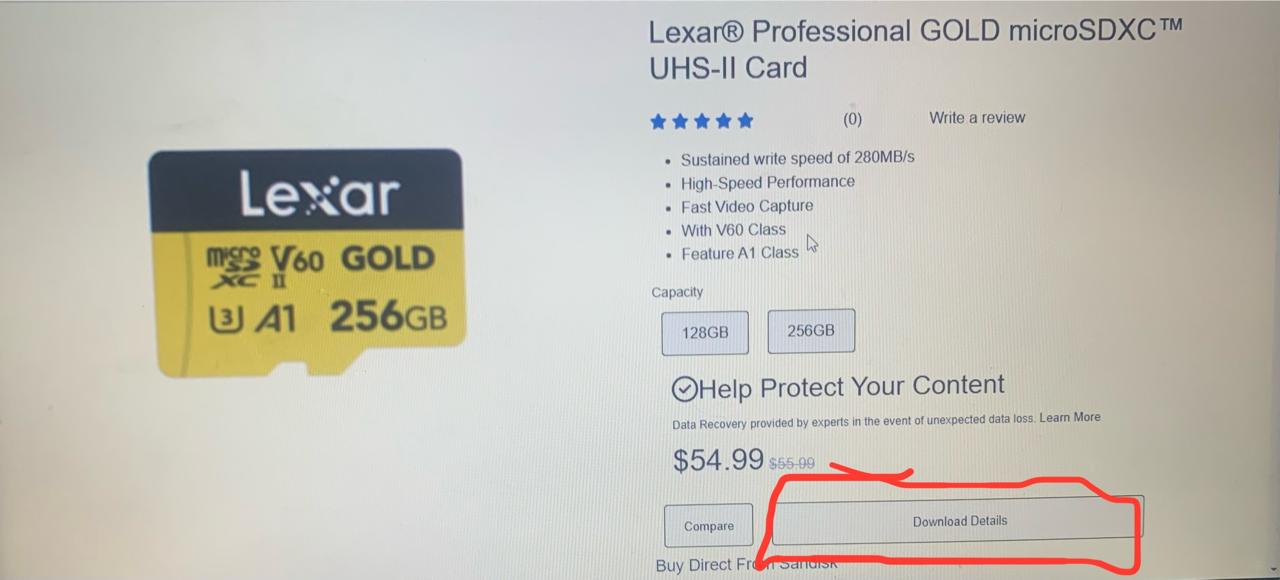 Lexar
MICRO SD XC II V60 GOLD
U3 A1 256GB
Lexar® Professional GOLD microSDXC™
UHS-II Card
(0) Write a review
• Sustained write speed of 280MB/s
• High-Speed Performance
• Fast Video Capture
• With V60 Class
• Feature A1 Class
Capacity
128GB 256GB
Help Protect Your Content
Data Recovery provided by experts in the event of unexpected data loss. Learn More
$54.99 $55.99
Compare Download Details
Buy Direct From Sandisk